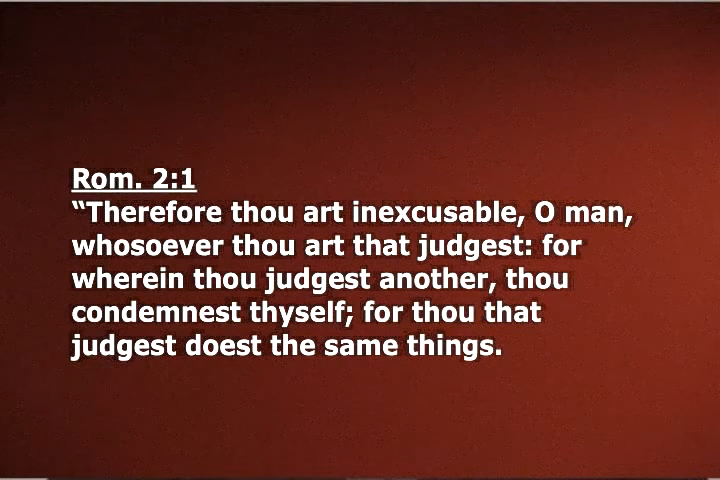 Rom. 2:1
“Therefore thou art inexcusable, O man,
whosoever thou art that judgest: for
wherein thou judgest another, thou
condemnest thyself; for thou that
judgest doest the same things.